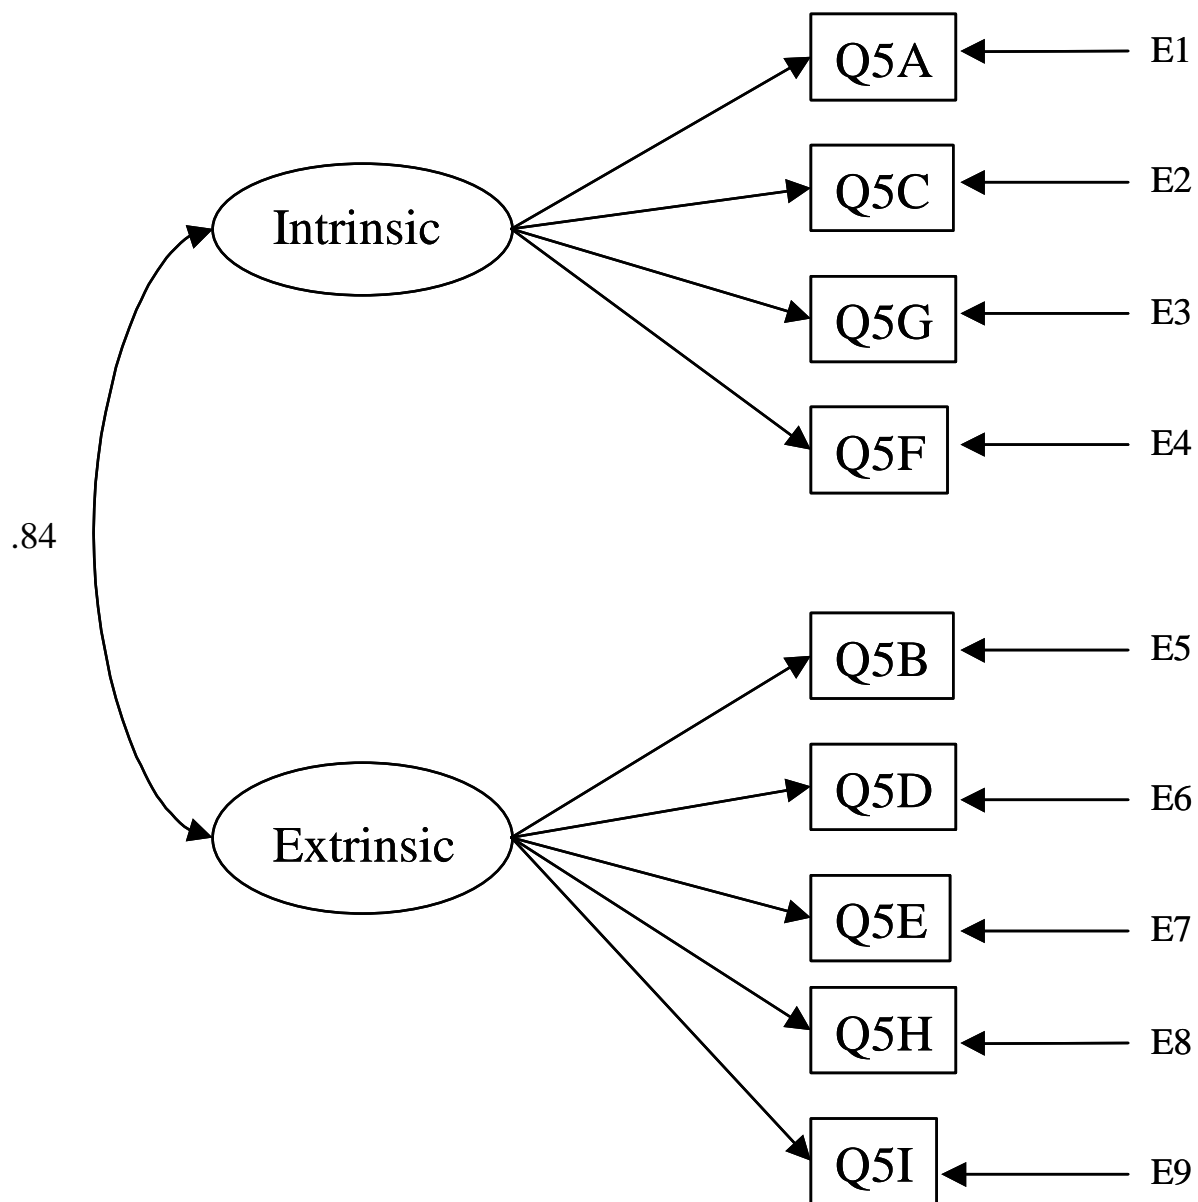 Q5A
E1
Q5C
E2
Intrinsic
Q5G
E3
Q5F
E4
.84
Q5B
E5
Q5D
E6
Extrinsic
Q5E
E7
Q5H
E8
Q5I
E9